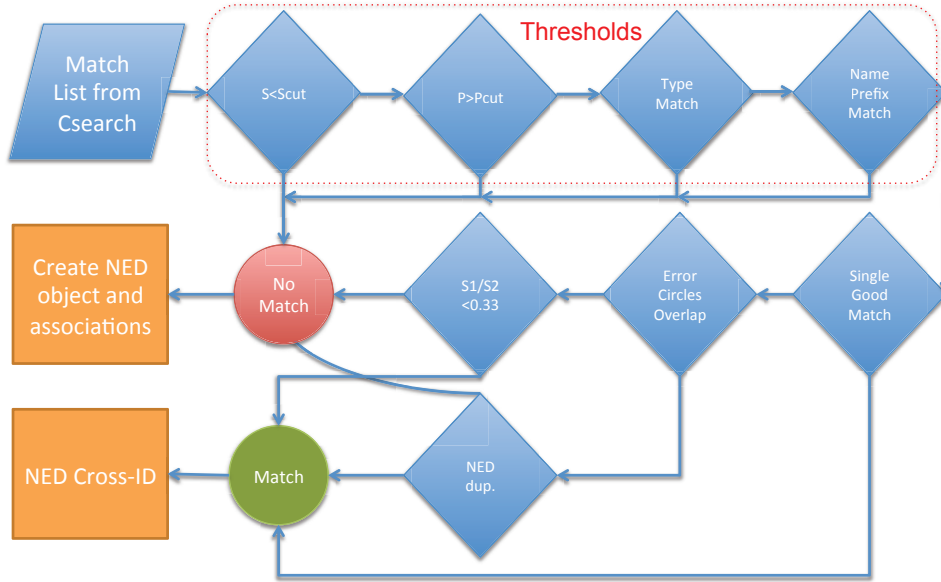 Thresholds
Match
List from
Csearch
S<Scut
P>Pcut
Type
Match
Name
Prefix
Match
Create NED
object and
associations
No
Match
S1/S2
<0.33
Error
Circles
Overlap
Single
Good
Match
NED Cross-ID
Match
NED
dup.